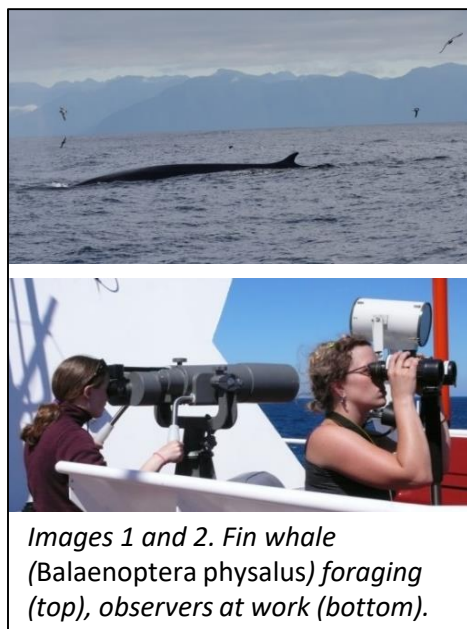 Images 1 and 2. Fin whale
(Balaenoptera physalus) foraging
(top), observers at work (bottom).